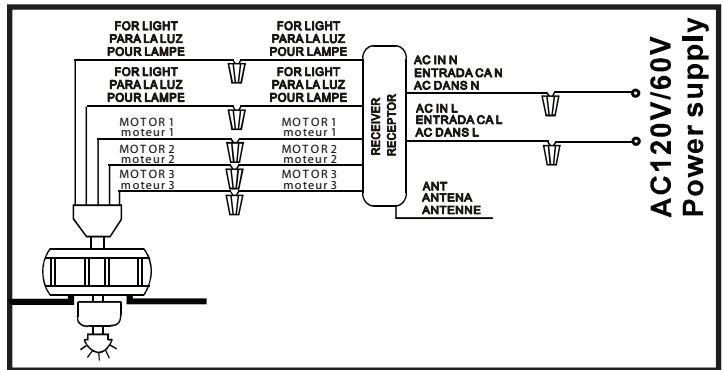 FOR LIGHT
PARA LA LUZ
POUR LAMPE
FOR LIGHT
PARA LA LUZ
POUR LAMPE
FOR LIGHT
PARA LA LUZ
POUR LAMPE
FOR LIGHT
PARA LA LUZ
POUR LAMPE
MOTOR 1
moteur 1
MOTOR 1
moteur 1
MOTOR 2
moteur 2
MOTOR 2
moteur 2
MOTOR 3
moteur 3
MOTOR 3
moteur 3
RECEIVER
RECEPTOR
AC IN N
ENTRADA CA N
AC DANS N
AC IN L
ENTRADA CA L
AC DANS L
ANT
ANTENA
ANTENNE
AC120V/60V
Power supply